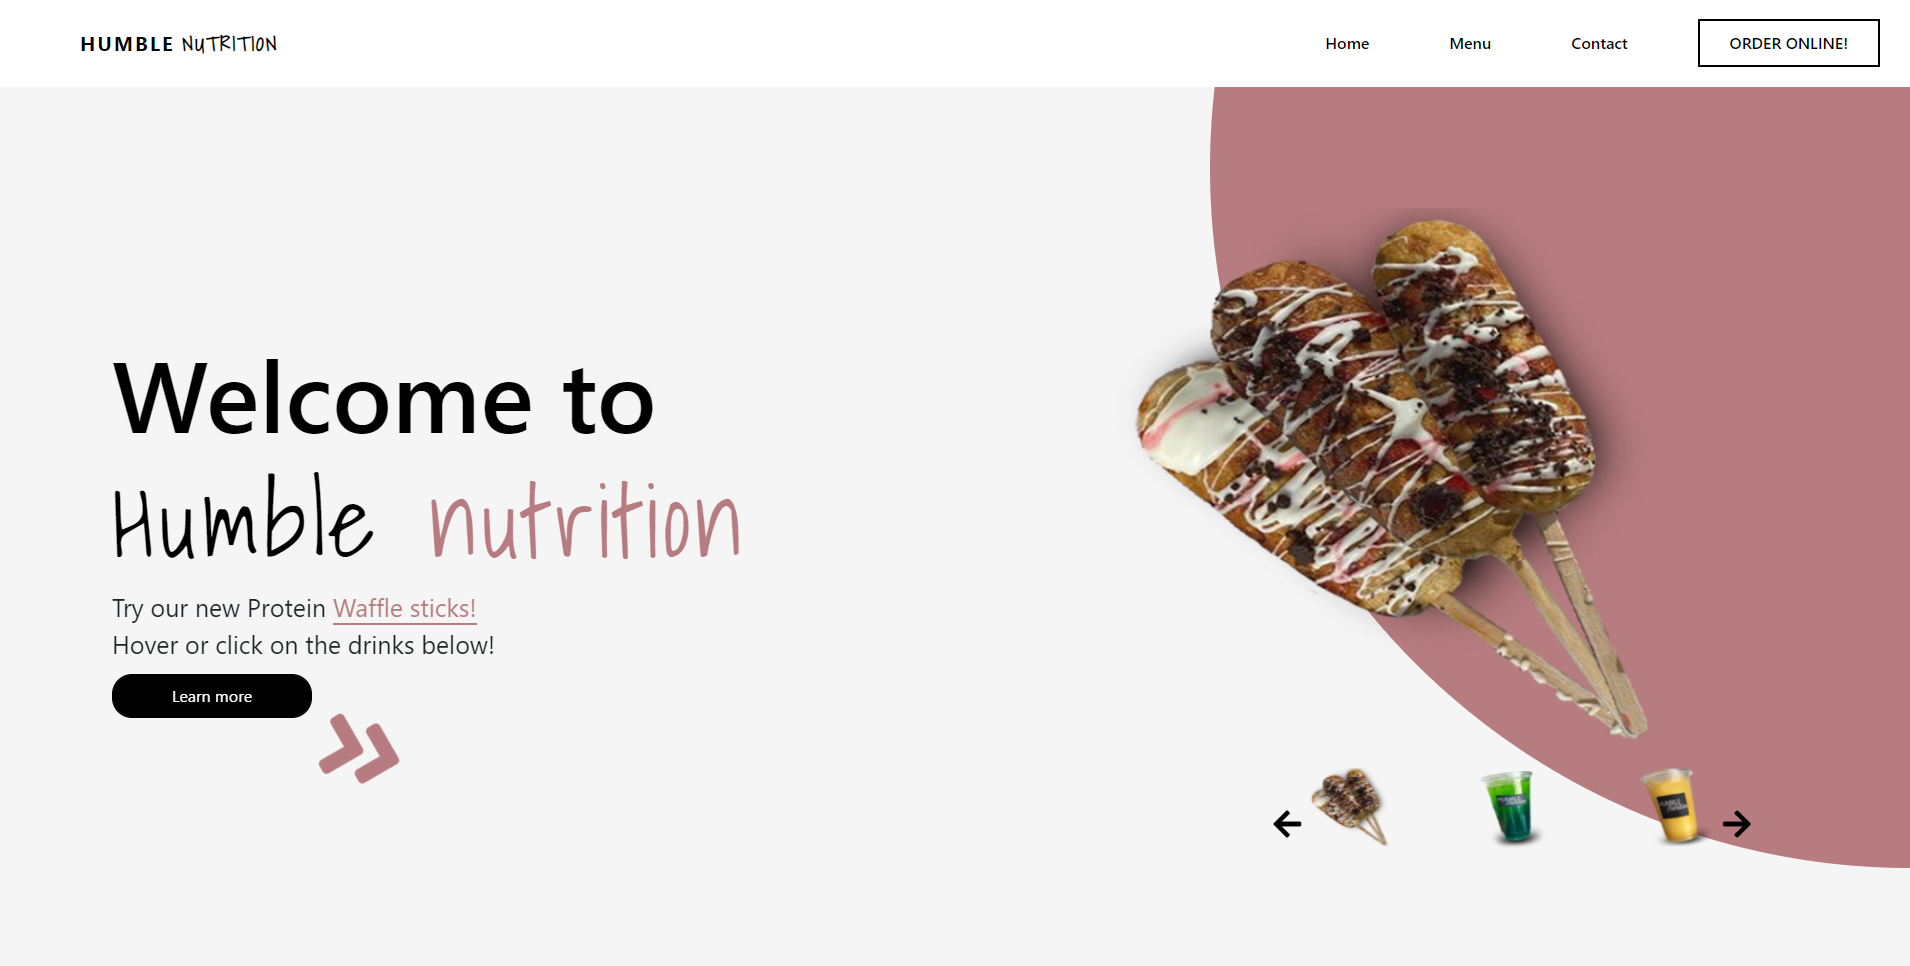 HUMBLE NUTRITION
Home
Menu
Contact
ORDER ONLINE!
Welcome to
Humble nutrition
Try our new Protein Waffle sticks!
Hover or click on the drinks below!
Learn more
HUMBLE